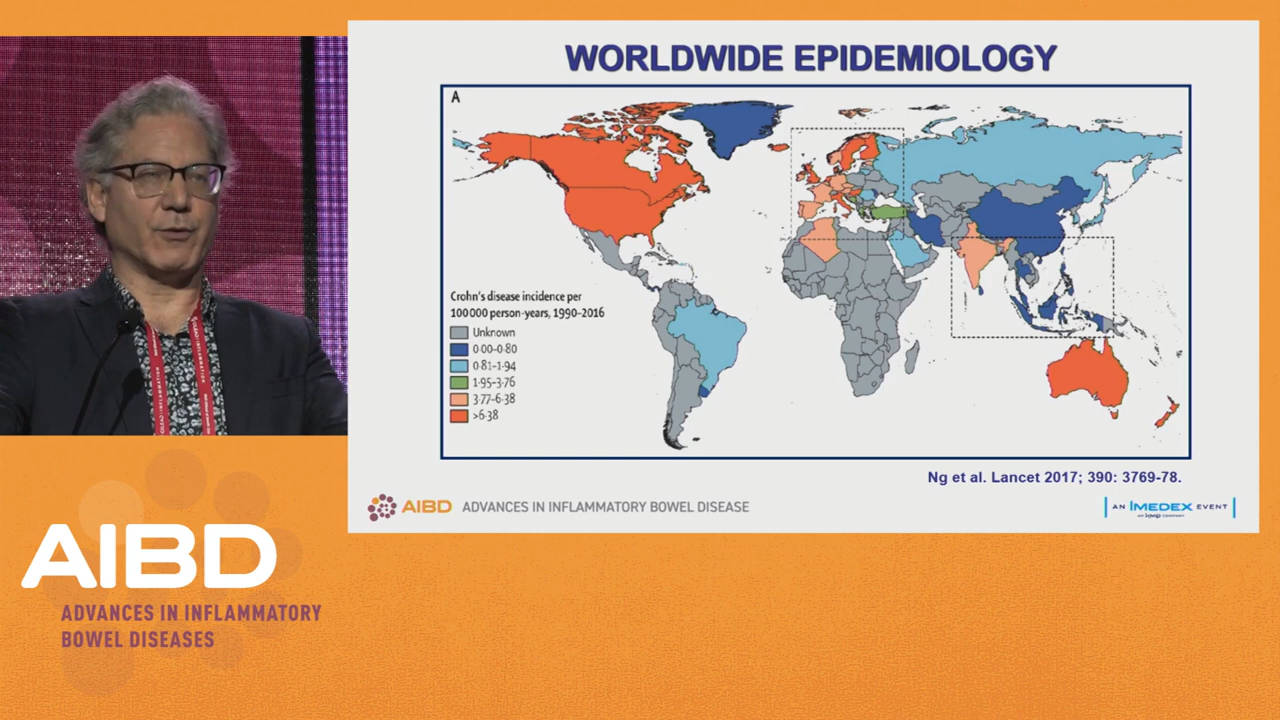 WORLDWIDE EPIDEMIOLOGY
A
Crohn's disease incidence per
100 000 person-years, 1990-2016
Unknown
0·00-0·80
0·81-1·94
1·95-3·76
3·77-6·38
>6·38
Ng et al. Lancet 2017; 390: 3769-78.
AIBD ADVANCES IN INFLAMMATORY BOWEL DISEASE
AN IMEDEX EVENT
AIBD
ADVANCES IN INFLAMMATORY
BOWEL DISEASES